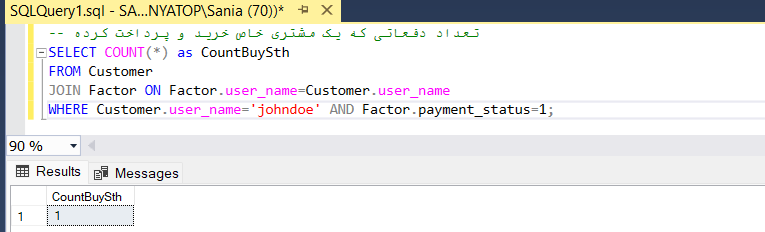 SQLQuery1.sql - SA...NYATOP\Sania (70))*
-- تعداد دفعاتی که یک مشتری خاص خرید و پرداخت کرده
SELECT COUNT(*) as CountBuySth
FROM Customer
JOIN Factor ON Factor.user_name=Customer.user_name
WHERE Customer.user_name='johndoe' AND Factor.payment_status=1;
90 %
Results Messages
CountBuySth
1 1